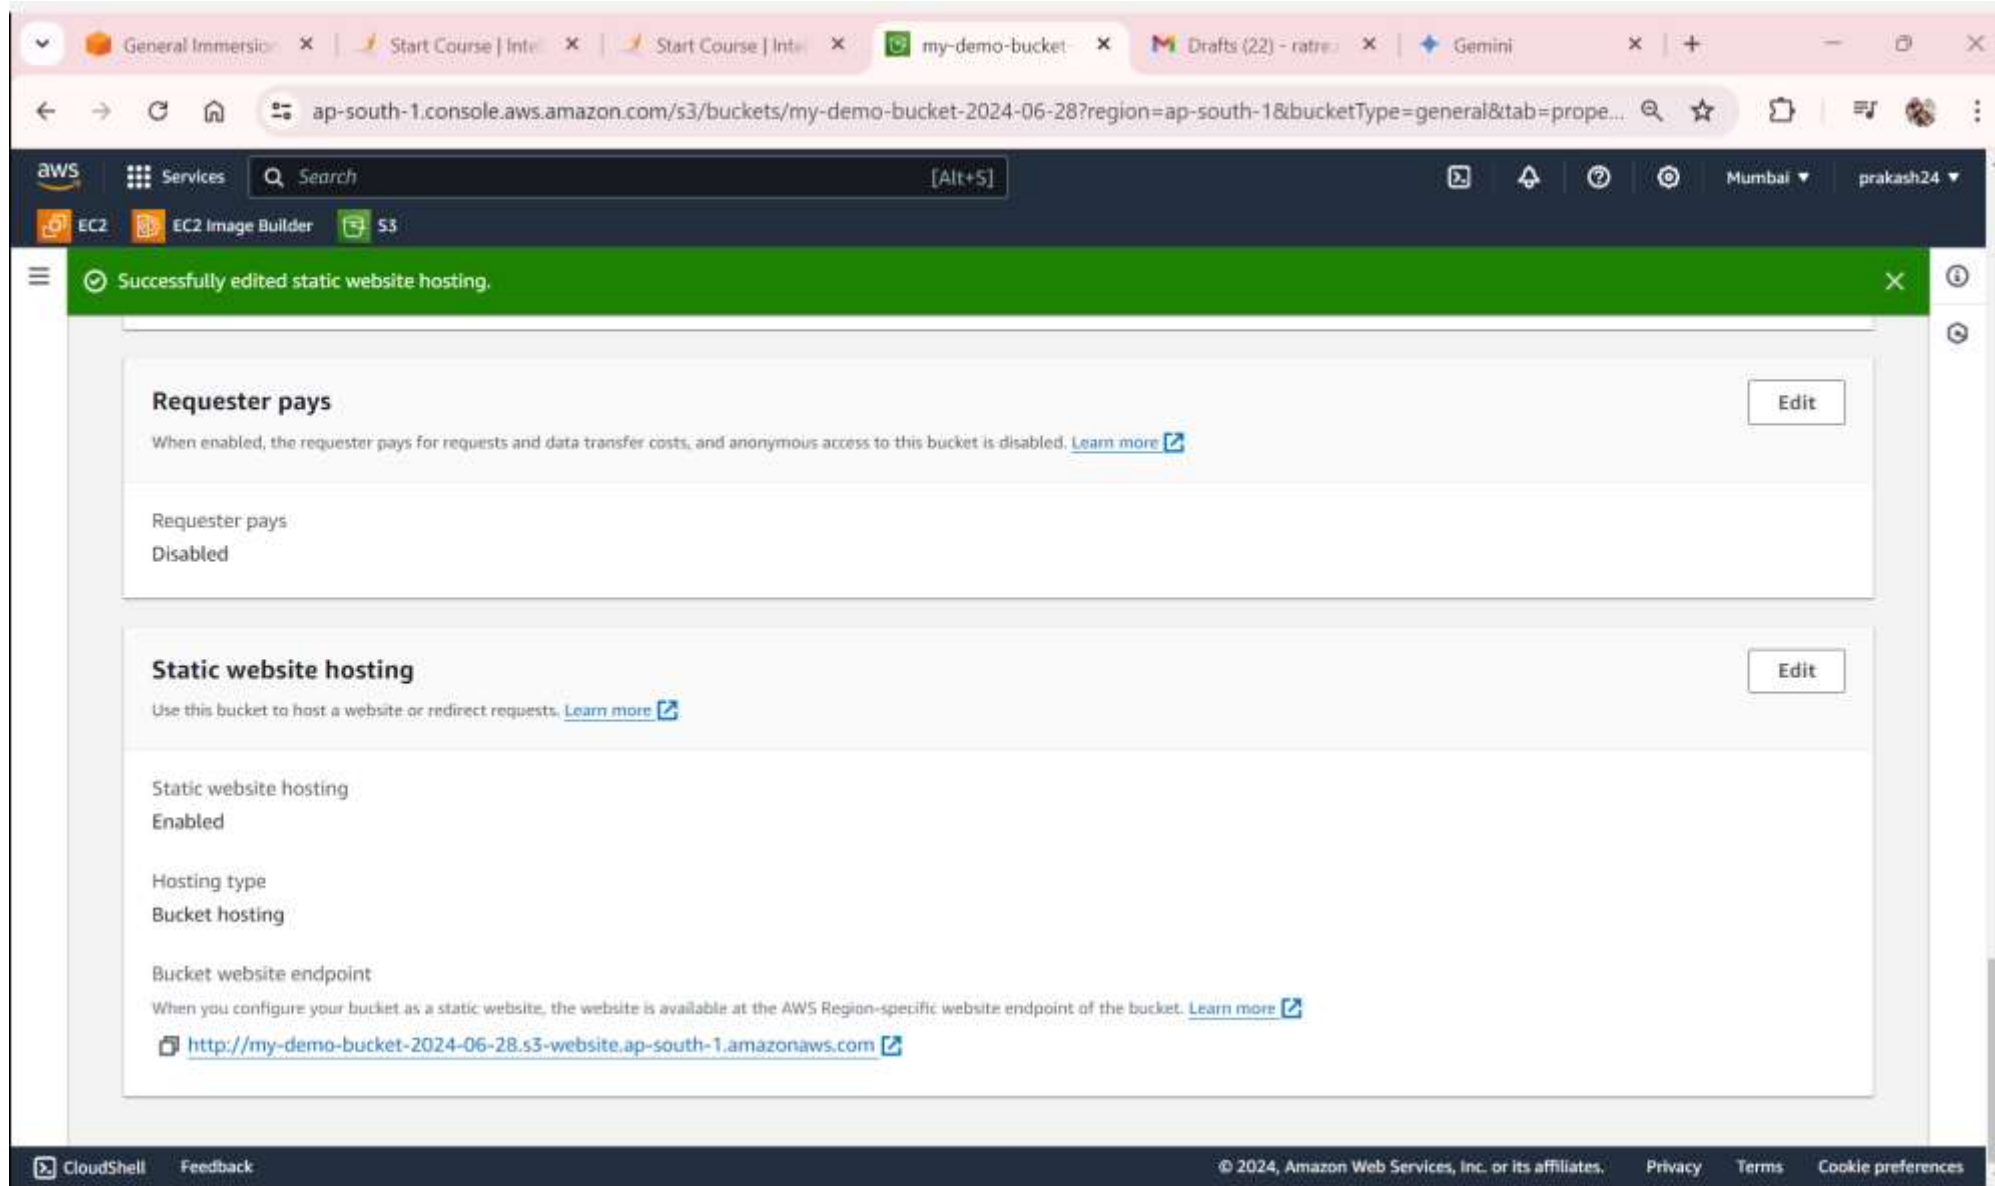 General Immersio
Start Course | Inte
Start Course | Inte
my-demo-bucket-
Drafts (22) - ratre
Gemini
ap-south-1.console.aws.amazon.com/s3/buckets/my-demo-bucket-2024-06-28?region=ap-south-1&bucketType=general&tab=prope...
aws
Services
Search
[Alt+S]
Mumbai
prakash24
EC2
EC2 Image Builder
S3
Successfully edited static website hosting.
Requester pays
Edit
When enabled, the requester pays for requests and data transfer costs, and anonymous access to this bucket is disabled. Learn more
Requester pays
Disabled
Static website hosting
Edit
Use this bucket to host a website or redirect requests. Learn more
Static website hosting
Enabled
Hosting type
Bucket hosting
Bucket website endpoint
When you configure your bucket as a static website, the website is available at the AWS Region-specific website endpoint of the bucket. Learn more
http://my-demo-bucket-2024-06-28.s3-website.ap-south-1.amazonaws.com
CloudShell
Feedback
© 2024, Amazon Web Services, Inc. or its affiliates.
Privacy
Terms
Cookie preferences